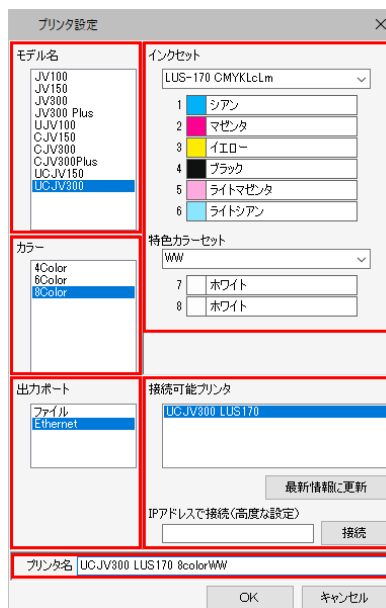 プリンタ設定
モデル名
JV100
JV150
JV300
JV300 Plus
UJV100
CJV150
CJV300
CJV300Plus
UCJV150
UCJV300
カラー
4Color
6Color
8Color
出力ポート
ファイル
Ethernet
インクセット
LUS-170 CMYKLcLm
1 シアン
2 マゼンタ
3 イエロー
4 ブラック
5 ライトマゼンタ
6 ライトシアン
特色カラーセット
WW
7 ホワイト
8 ホワイト
接続可能プリンタ
UCJV300 LUS170
最新情報に更新
IPアドレスで接続(高度な設定)
接続
プリンタ名 UCJV300 LUS170 8colorWW
OK キャンセル